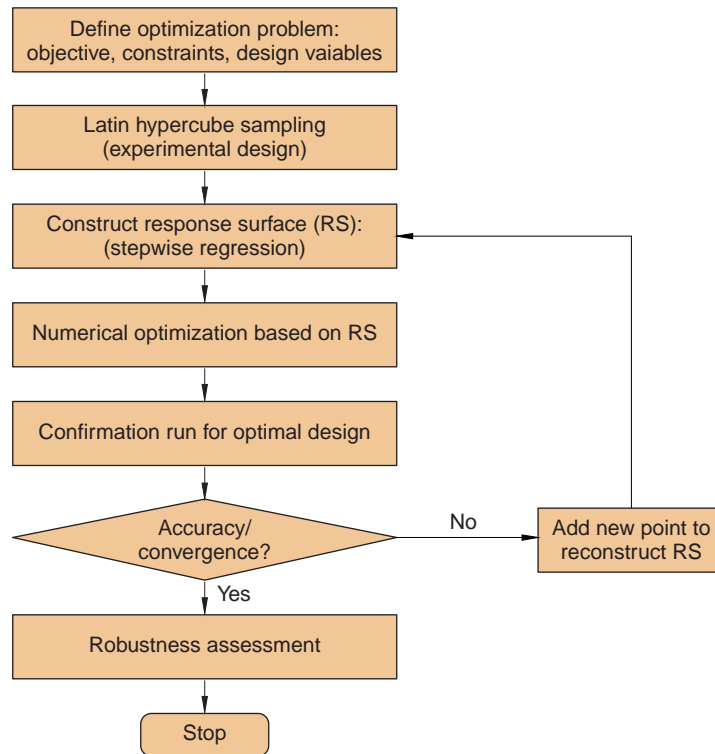 Define optimization problem:
objective, constraints, design vaiables
Latin hypercube sampling
(experimental design)
Construct response surface (RS):
(stepwise regression)
Numerical optimization based on RS
Confirmation run for optimal design
Accuracy/
convergence?
No
Add new point to
reconstruct RS
Yes
Robustness assessment
Stop